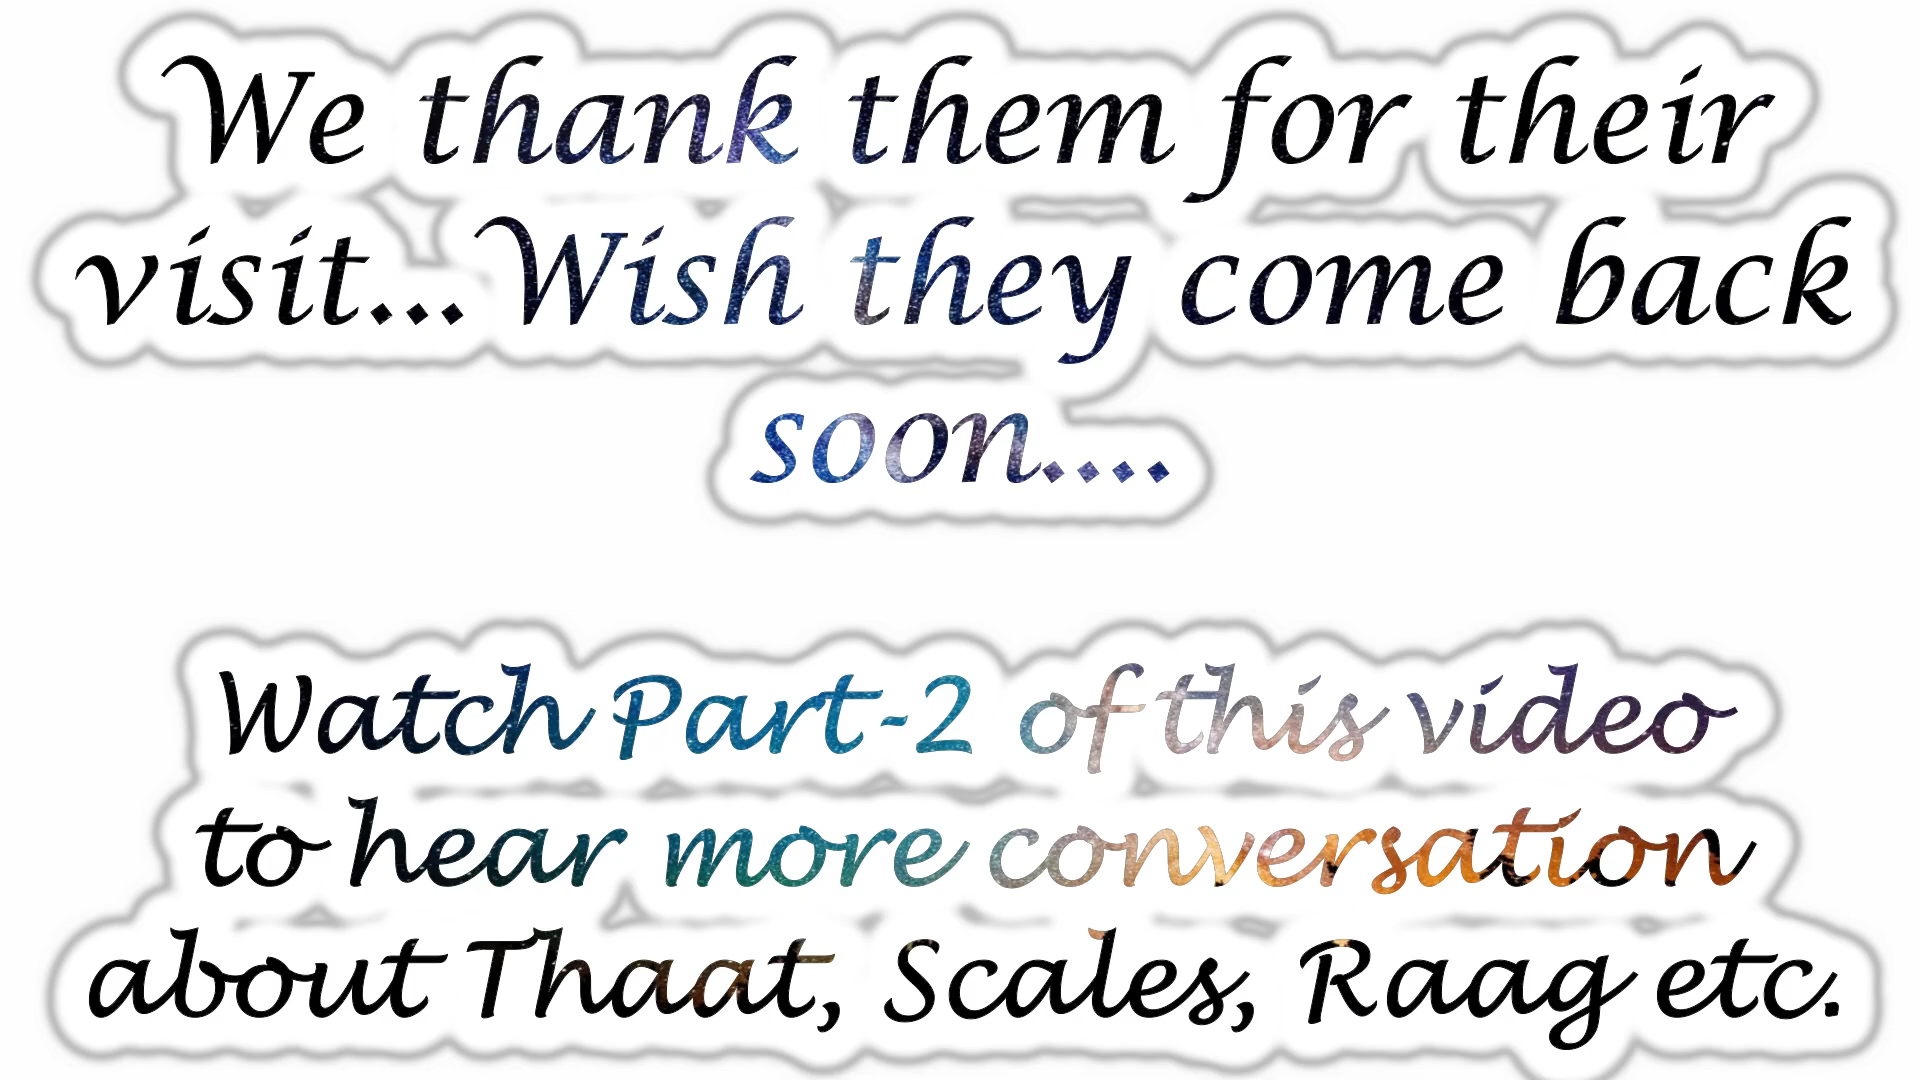 We thank them for their
visit... Wish they come back
soon....
Watch Part-2 of this video
to hear more conversation
about Thaat, Scales, Raag etc.